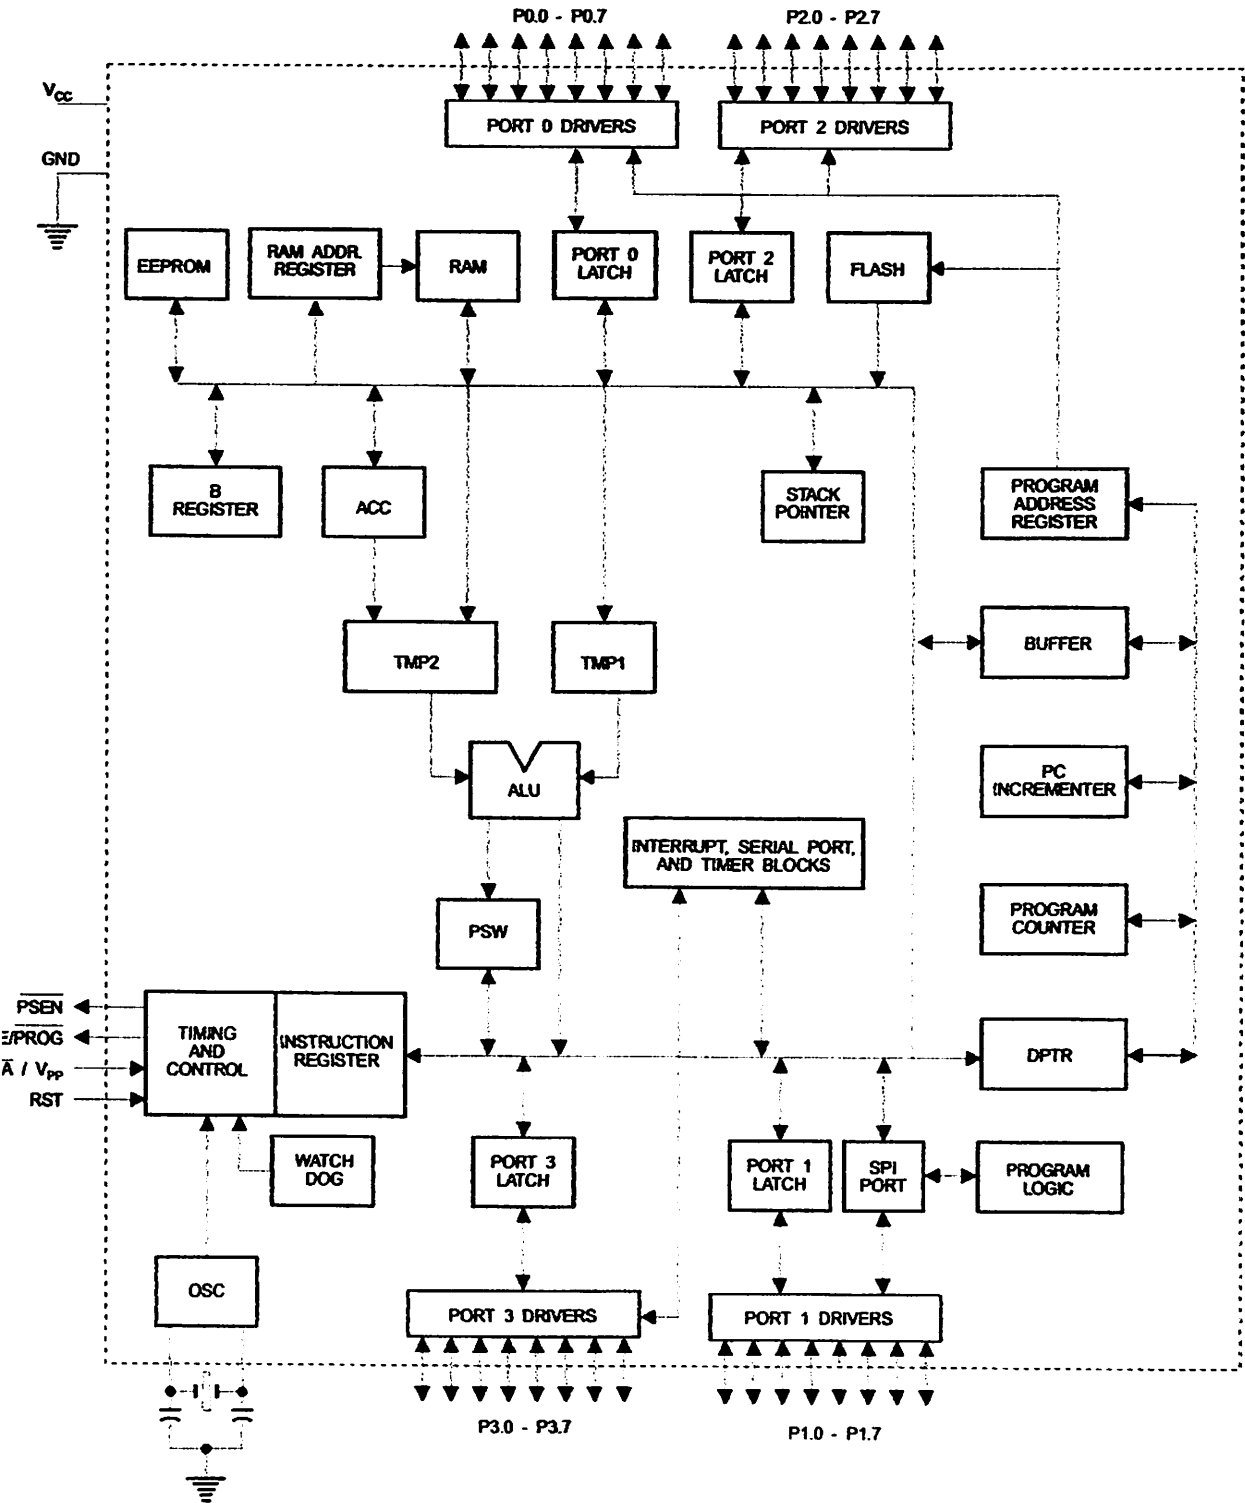 P0.0 - P0.7
P2.0 - P2.7
VCC
GND
PORT 0 DRIVERS
PORT 2 DRIVERS
EEPROM
RAM ADDR.
REGISTER
RAM
PORT 0
LATCH
PORT 2
LATCH
FLASH
B
REGISTER
ACC
STACK
POINTER
PROGRAM
ADDRESS
REGISTER
BUFFER
TMP2
TMP1
ALU
PC
INCREMENTER
INTERRUPT, SERIAL PORT,
AND TIMER BLOCKS
PROGRAM
COUNTER
PSW
PSEN
E/PROG
A / VPP
RST
TIMING
AND
CONTROL
INSTRUCTION
REGISTER
DPTR
WATCH
DOG
PORT 3
LATCH
PORT 1
LATCH
SPI
PORT
PROGRAM
LOGIC
OSC
PORT 3 DRIVERS
PORT 1 DRIVERS
P3.0 - P3.7
P1.0 - P1.7